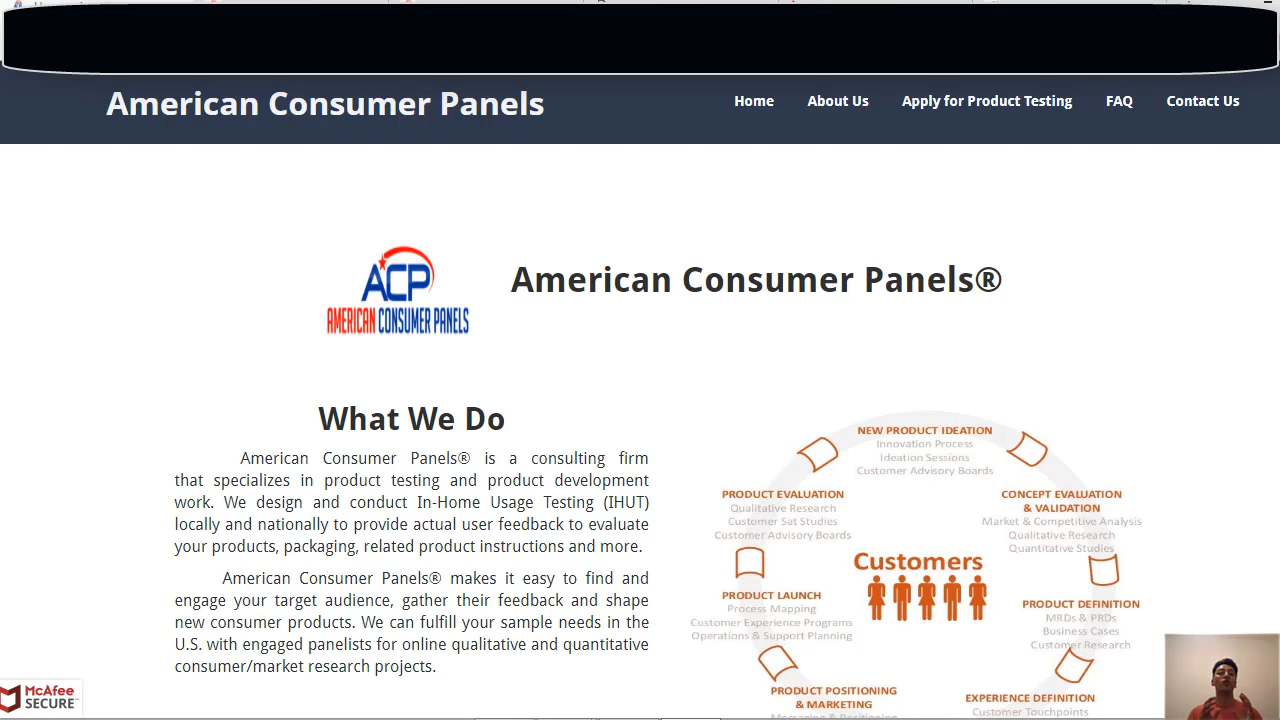 American Consumer Panels
Home
About Us
Apply for Product Testing
FAQ
Contact Us
ACP
AMERICAN CONSUMER PANELS
American Consumer Panels®
What We Do
American Consumer Panels® is a consulting firm
that specializes in product testing and product development
work. We design and conduct In-Home Usage Testing (IHUT)
locally and nationally to provide actual user feedback to evaluate
your products, packaging, related product instructions and more.
American Consumer Panels® makes it easy to find and
engage your target audience, gather their feedback and shape
new consumer products. We can fulfill your sample needs in the
U.S. with engaged panelists for online qualitative and quantitative
consumer/market research projects.
NEW PRODUCT IDEATION
Innovation Process
Ideation Sessions
Customer Advisory Boards
PRODUCT EVALUATION
Qualitative Research
Customer Sat Studies
Customer Advisory Boards
CONCEPT EVALUATION
& VALIDATION
Market & Competitive Analysis
Qualitative Research
Quantitative Studies
Customers
PRODUCT LAUNCH
Process Mapping
Customer Experience Programs
Operations & Support Planning
PRODUCT DEFINITION
MRDs & PRDs
Business Cases
Customer Research
PRODUCT POSITIONING
& MARKETING
Messaging & Positioning
EXPERIENCE DEFINITION
Customer Touchpoints
McAfee
SECURE™